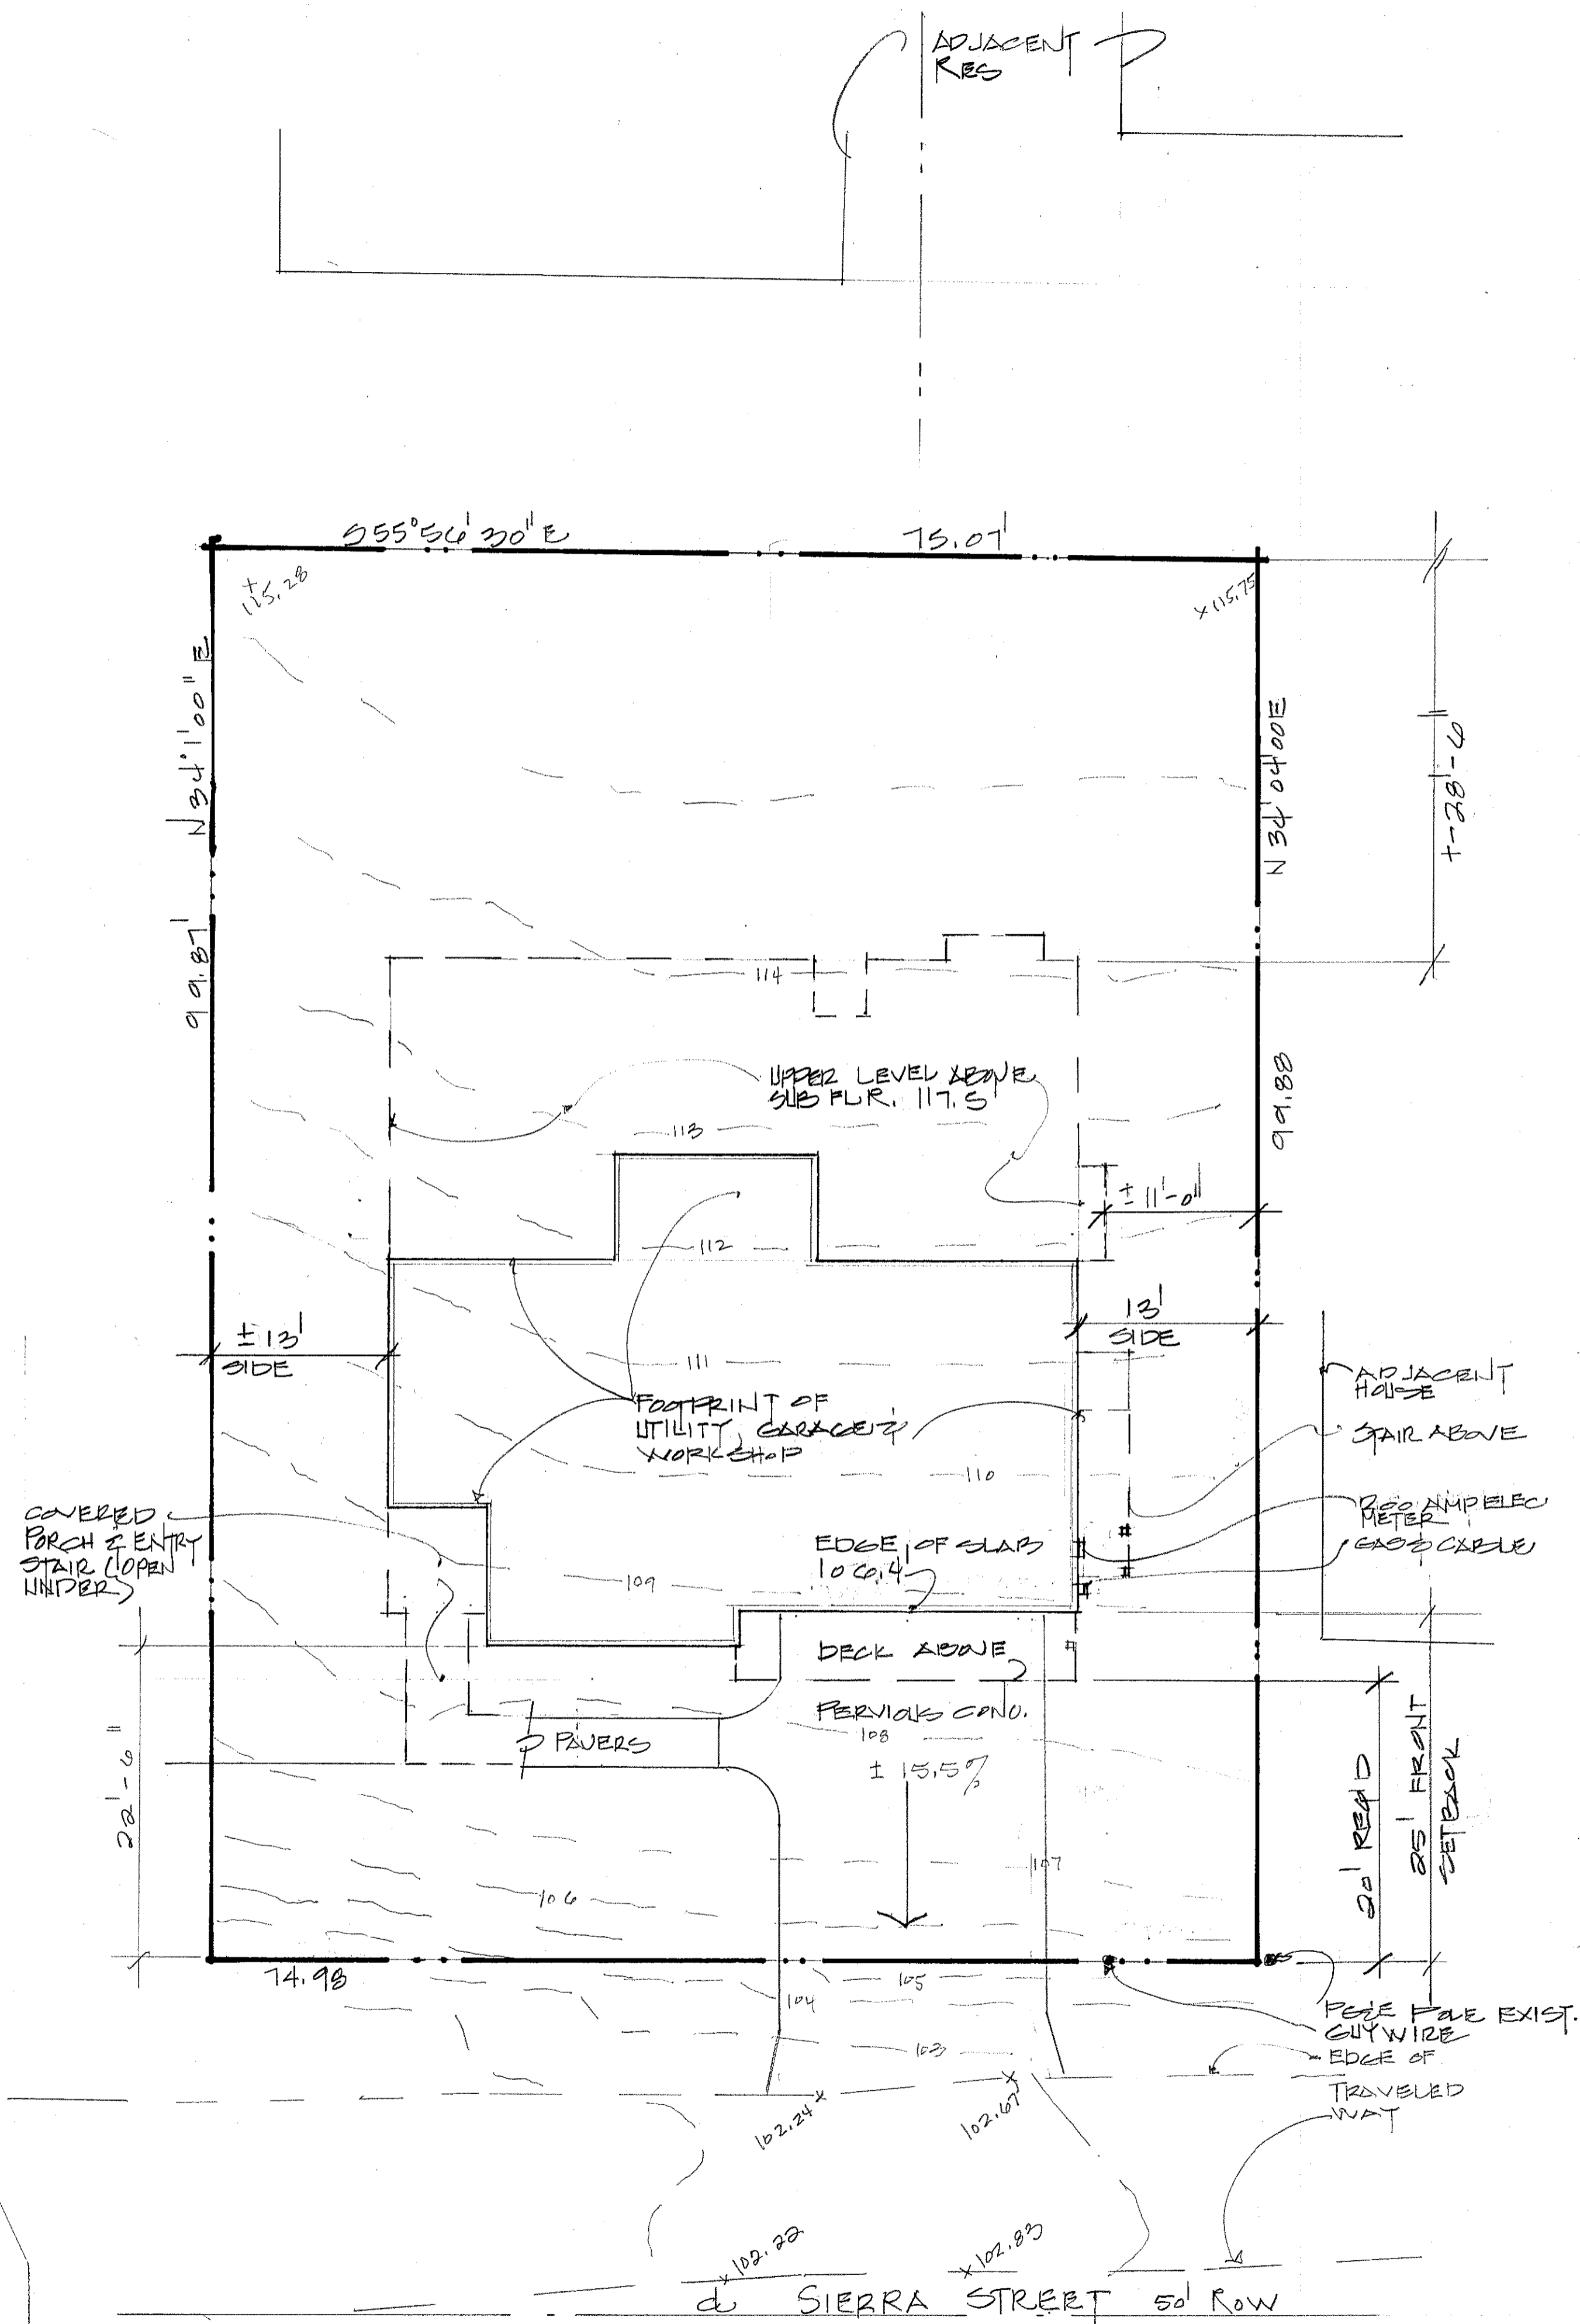 ADJACENT
RES
S55°56'30"E
75.07'
115.28
115.75
N34°1'00"E
N34°04'00E
+-28'-6
99.87'
114
99.88
UPPER LEVEL ABOVE
SUB FLR. 117.5'
113
±11'-0"
112
±13'
SIDE
13'
SIDE
111
ADJACENT
HOUSE
FOOTPRINT OF
UTILITY, GARAGE &
WORKSHOP
STAIR ABOVE
110
COVERED
PORCH & ENTRY
STAIR (OPEN
UNDER)
200 AMP ELEC
METER
GAS & CABLE
EDGE OF SLAB
106.4
109
DECK ABOVE
PERVIOUS CONC.
108
PAVERS
±15.5%
22'-6"
20' REQ'D
25' FRONT
SETBACK
107
106
74.98
105
104
PG&E POLE EXIST.
GUYWIRE
103
EDGE OF
TRAVELED
WAY
102.24
102.67
102.22
102.83
SIERRA STREET 50' ROW